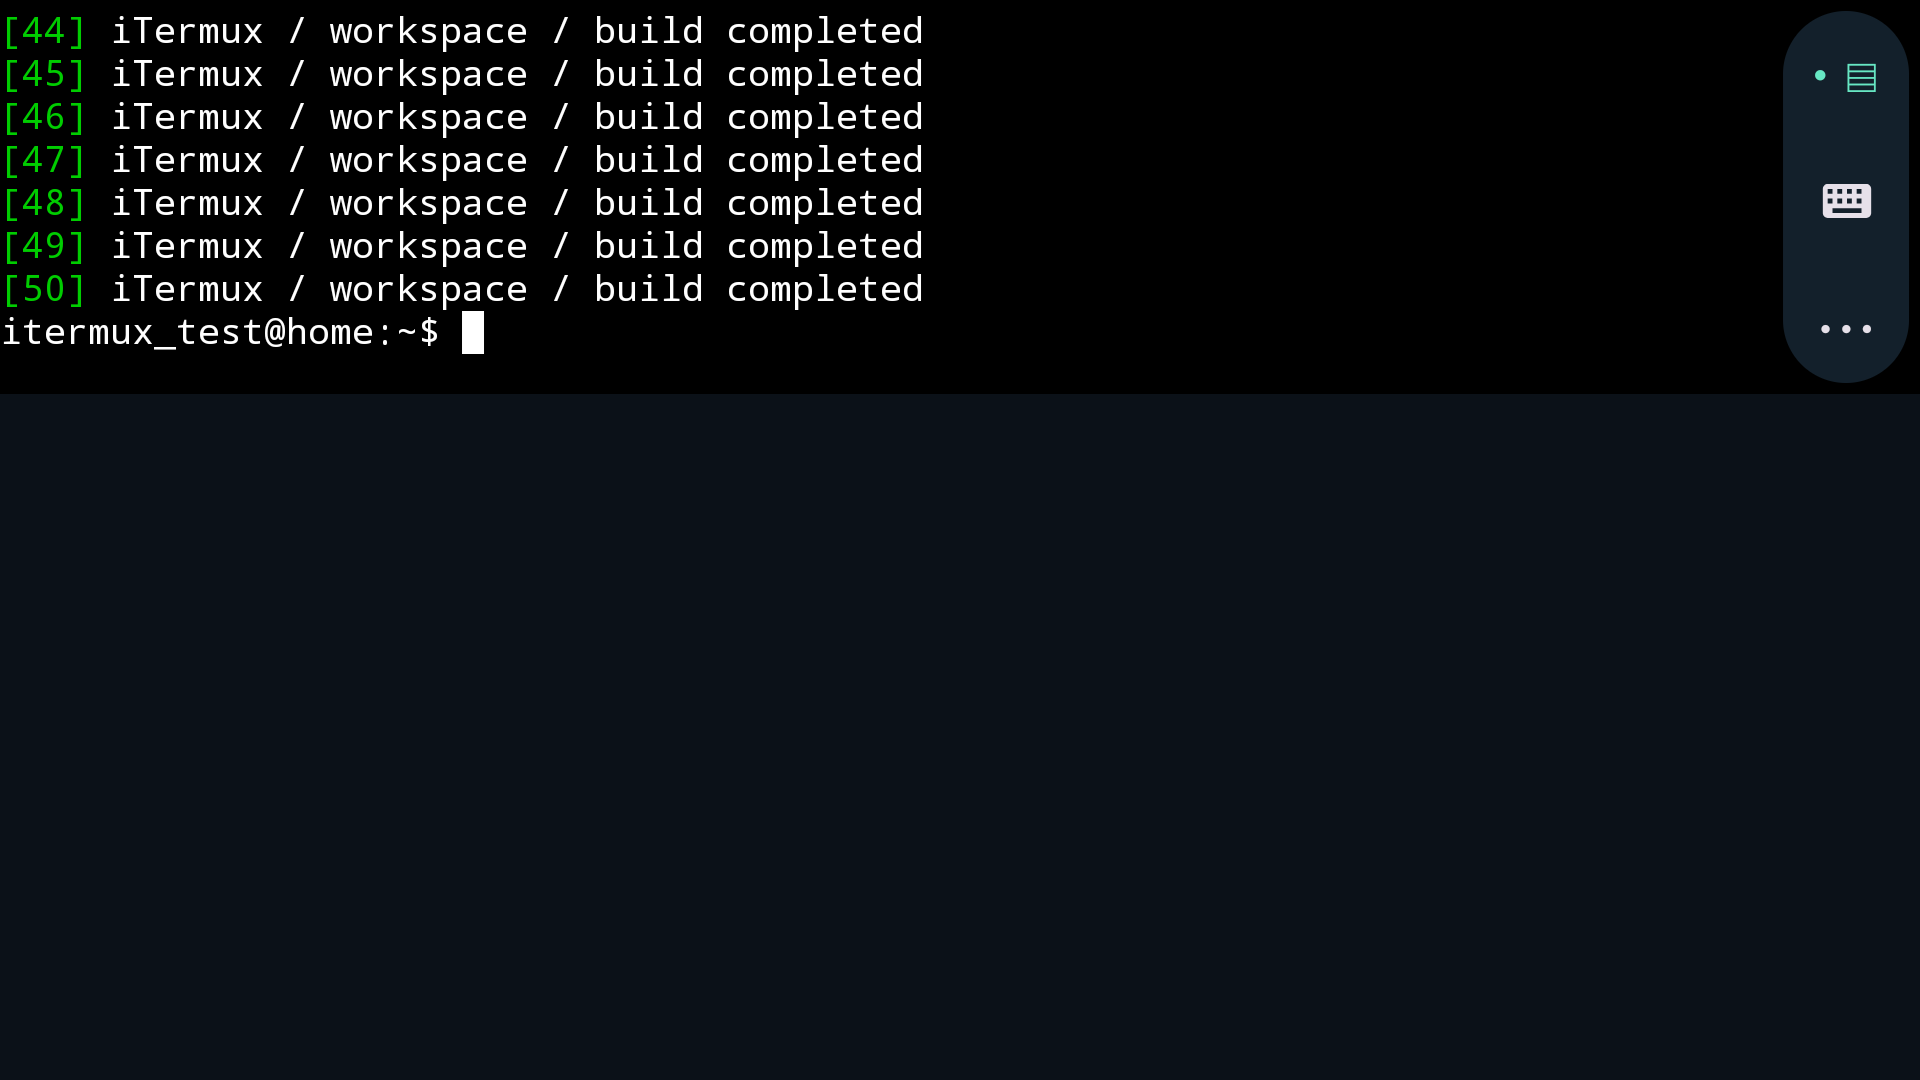 [44] iTermux / workspace / build completed
[45] iTermux / workspace / build completed
[46] iTermux / workspace / build completed
[47] iTermux / workspace / build completed
[48] iTermux / workspace / build completed
[49] iTermux / workspace / build completed
[50] iTermux / workspace / build completed
itermux_test@home:~$